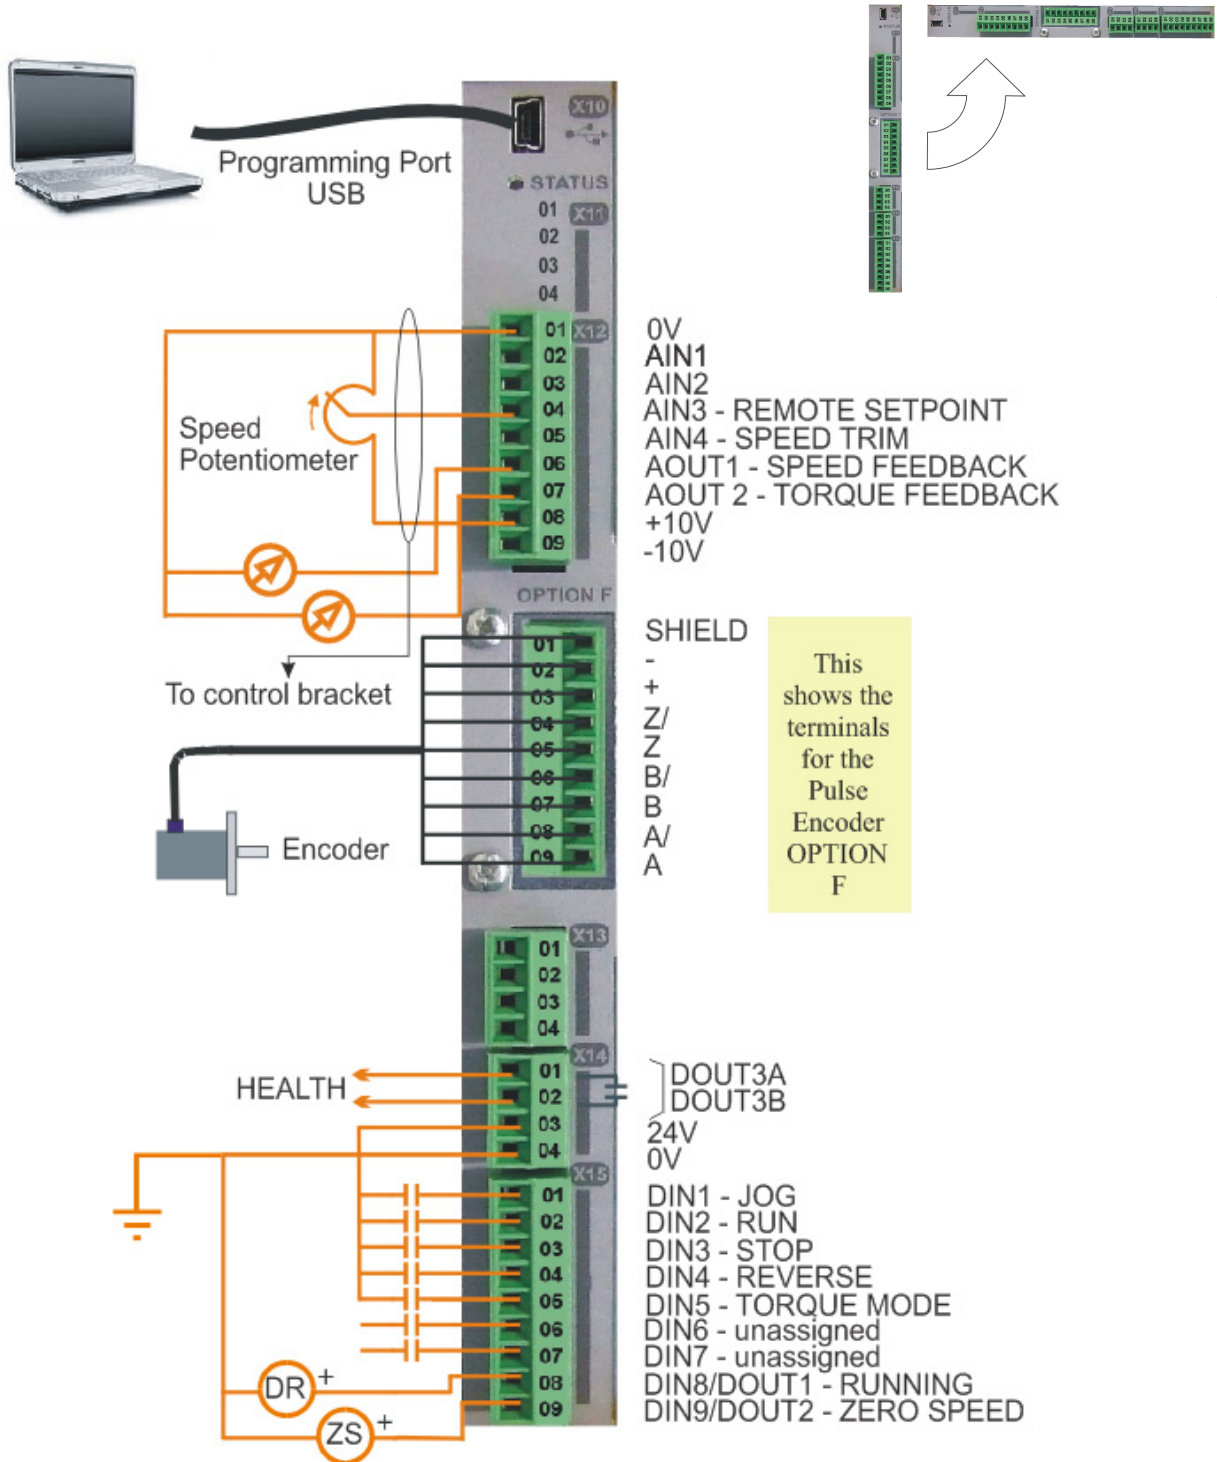 X10
Programming Port
USB
STATUS
01 X11
02
03
04
01 X12
02
03
04
05
06
07
08
09
0V
AIN1
AIN2
AIN3 - REMOTE SETPOINT
AIN4 - SPEED TRIM
AOUT1 - SPEED FEEDBACK
AOUT 2 - TORQUE FEEDBACK
+10V
-10V
Speed
Potentiometer
To control bracket
OPTION F
01
02
03
04
05
06
07
08
09
SHIELD
-
+
Z/
Z
B/
B
A/
A
This
shows the
terminals
for the
Pulse
Encoder
OPTION
F
Encoder
X13
01
02
03
04
X14
01
02
03
04
HEALTH
DOUT3A
DOUT3B
24V
0V
X15
01
02
03
04
05
06
07
08
09
DIN1 - JOG
DIN2 - RUN
DIN3 - STOP
DIN4 - REVERSE
DIN5 - TORQUE MODE
DIN6 - unassigned
DIN7 - unassigned
DIN8/DOUT1 - RUNNING
DIN9/DOUT2 - ZERO SPEED
DR +
ZS +